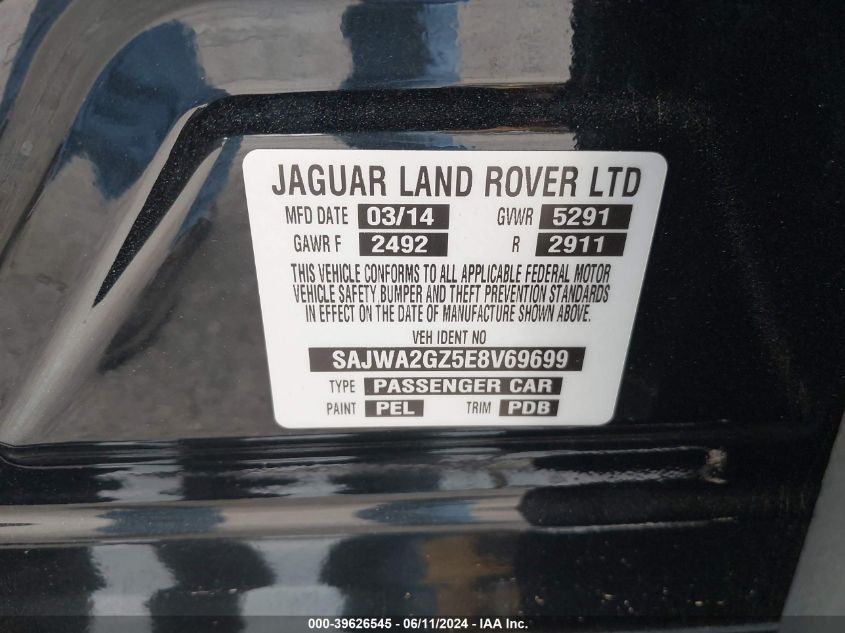 JAGUAR LAND ROVER LTD
MFD DATE 03/14 GVWR 5291
GAWR F 2492 R 2911
THIS VEHICLE CONFORMS TO ALL APPLICABLE FEDERAL MOTOR
VEHICLE SAFETY, BUMPER AND THEFT PREVENTION STANDARDS
IN EFFECT ON THE DATE OF MANUFACTURE SHOWN ABOVE.
VEH IDENT NO
SAJWA2GZ5E8V69699
TYPE PASSENGER CAR
PAINT PEL TRIM PDB
000-39626545 - 06/11/2024 - IAA Inc.